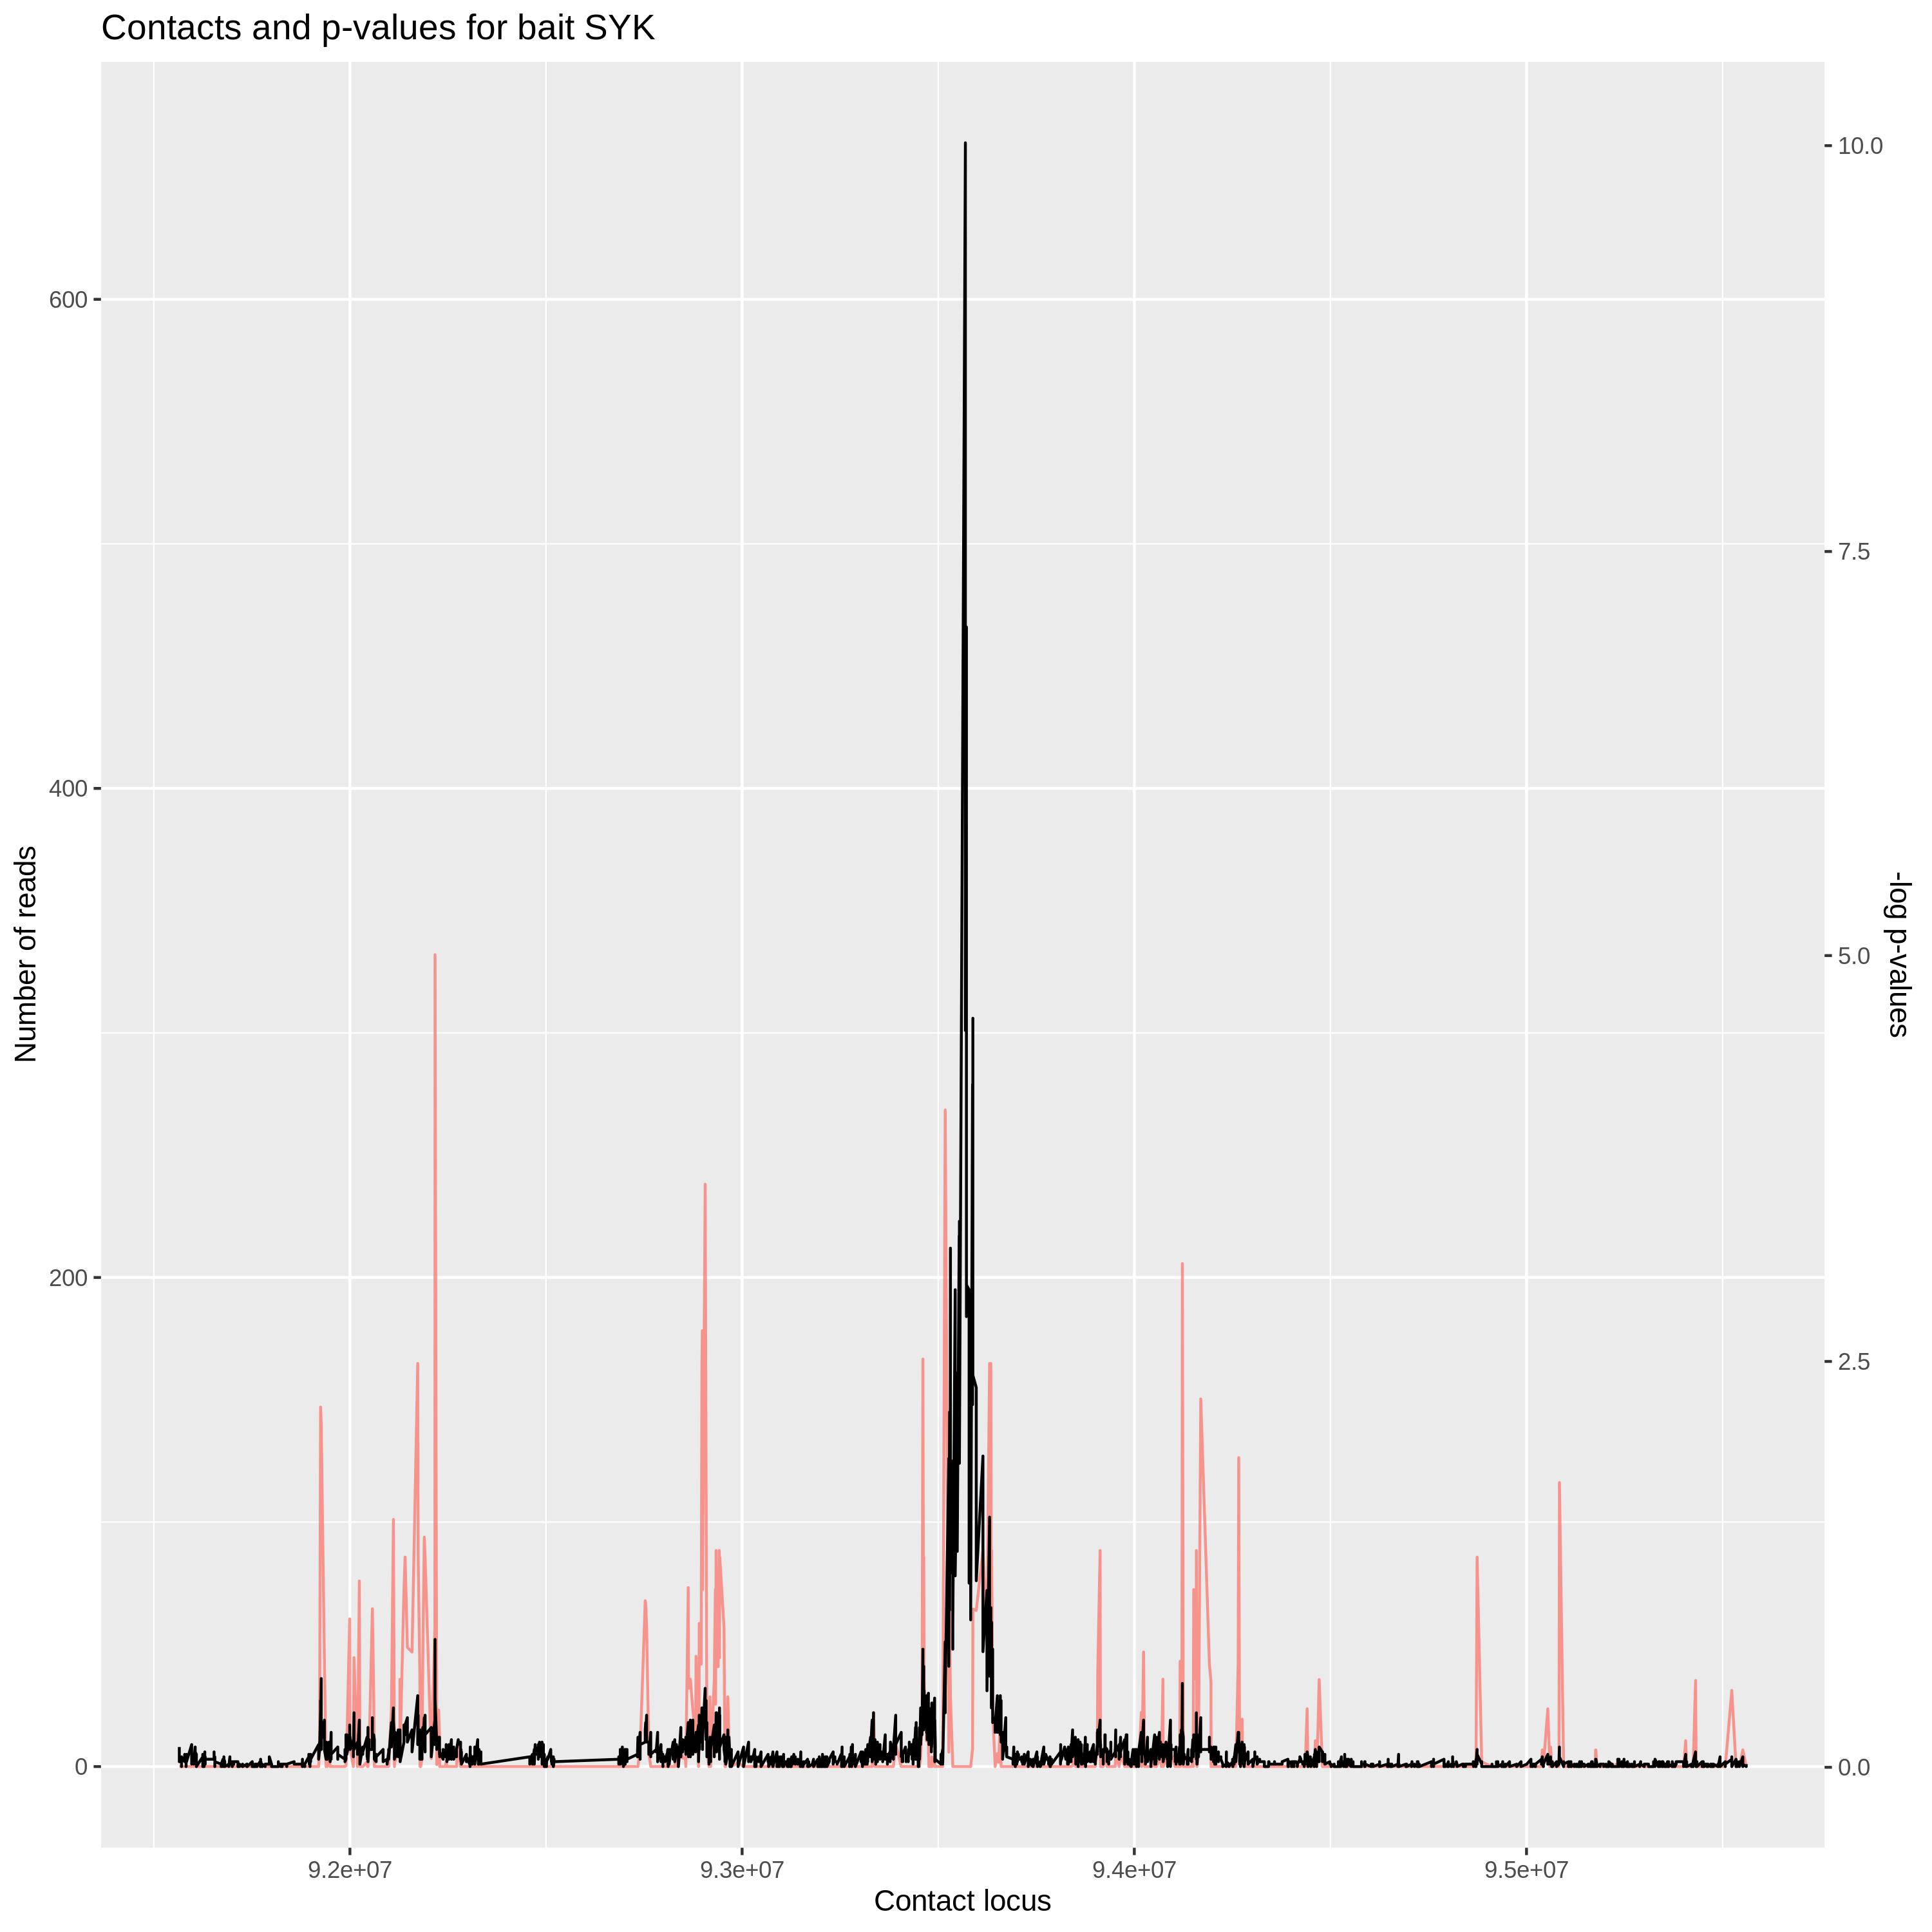 Contacts and p-values for bait SYK
600
400
200
0
10.0
7.5
5.0
2.5
0.0
Number of reads
-log p-values
9.2e+07
9.3e+07
9.4e+07
9.5e+07
Contact locus